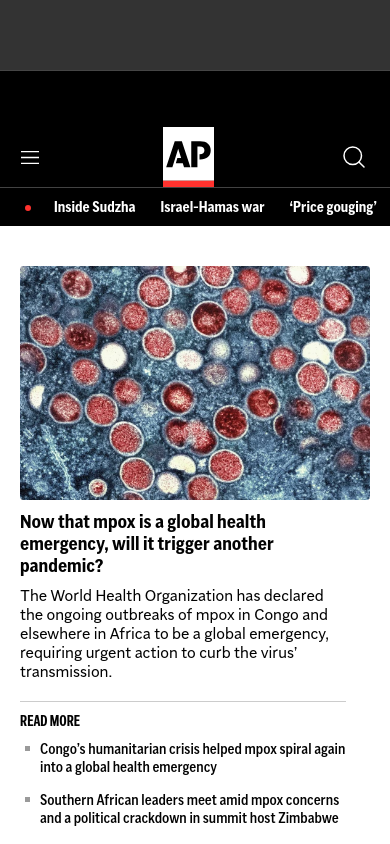 AP
Inside Sudzha Israel-Hamas war ‘Price gouging’
Now that mpox is a global health
emergency, will it trigger another
pandemic?
The World Health Organization has declared
the ongoing outbreaks of mpox in Congo and
elsewhere in Africa to be a global emergency,
requiring urgent action to curb the virus’
transmission.
READ MORE
Congo’s humanitarian crisis helped mpox spiral again
into a global health emergency
Southern African leaders meet amid mpox concerns
and a political crackdown in summit host Zimbabwe